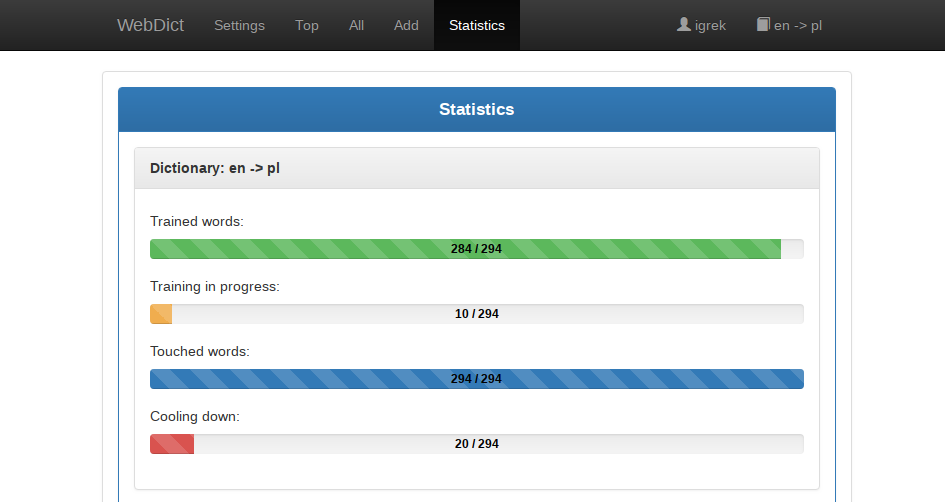 WebDict Settings Top All Add Statistics igrek en -> pl
Statistics
Dictionary: en -> pl
Trained words:
284 / 294
Training in progress:
10 / 294
Touched words:
294 / 294
Cooling down:
20 / 294